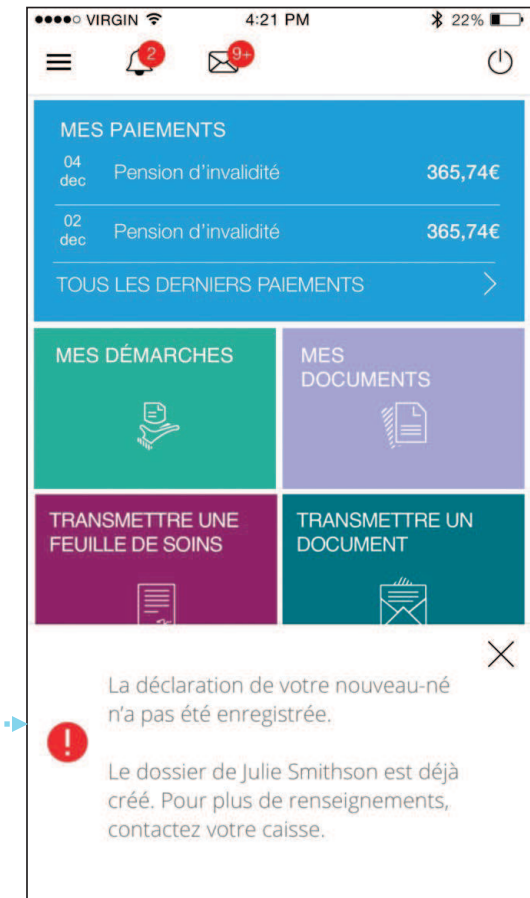 VIRGIN 4:21 PM 22%
2 9+
MES PAIEMENTS
04 dec Pension d'invalidité 365,74€
02 dec Pension d'invalidité 365,74€
TOUS LES DERNIERS PAIEMENTS
MES DÉMARCHES
MES
DOCUMENTS
TRANSMETTRE UNE
FEUILLE DE SOINS
TRANSMETTRE UN
DOCUMENT
La déclaration de votre nouveau-né
n'a pas été enregistrée.
Le dossier de Julie Smithson est déjà
créé. Pour plus de renseignements,
contactez votre caisse.